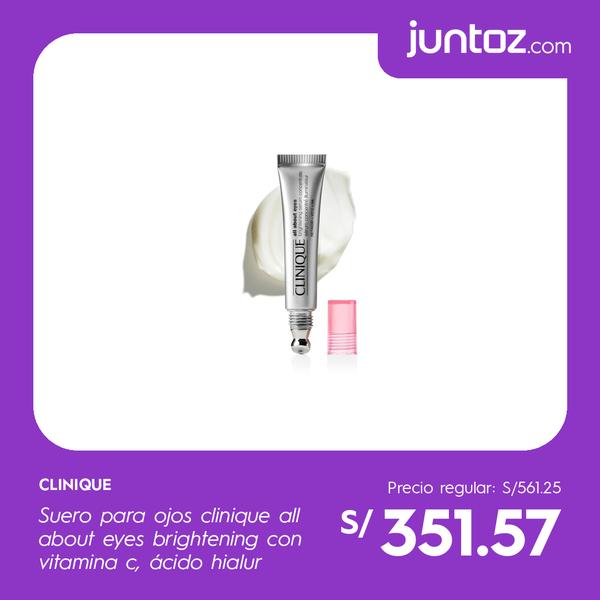 juntoz.com
CLINIQUE
all about eyes
CLINIQUE
Precio regular: S/561.25
Suero para ojos clinique all
about eyes brightening con
vitamina c, ácido hialur
S/ 351.57